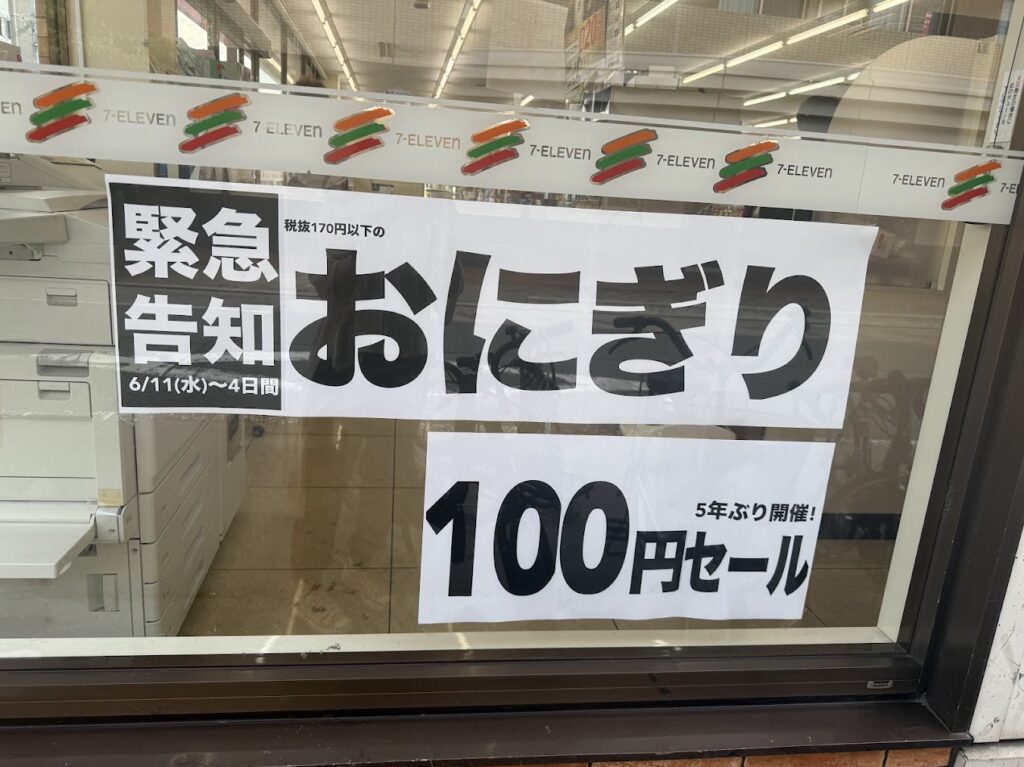 EN 7-ELEVEN 7-ELEVEN 7-ELEVEN 7-ELEVEN 7-ELEVEN 7-ELEVEN 7-E
緊急
告知
6/11(水)～4日間
税抜170円以下の
おにぎり
5年ぶり開催!
100円セール